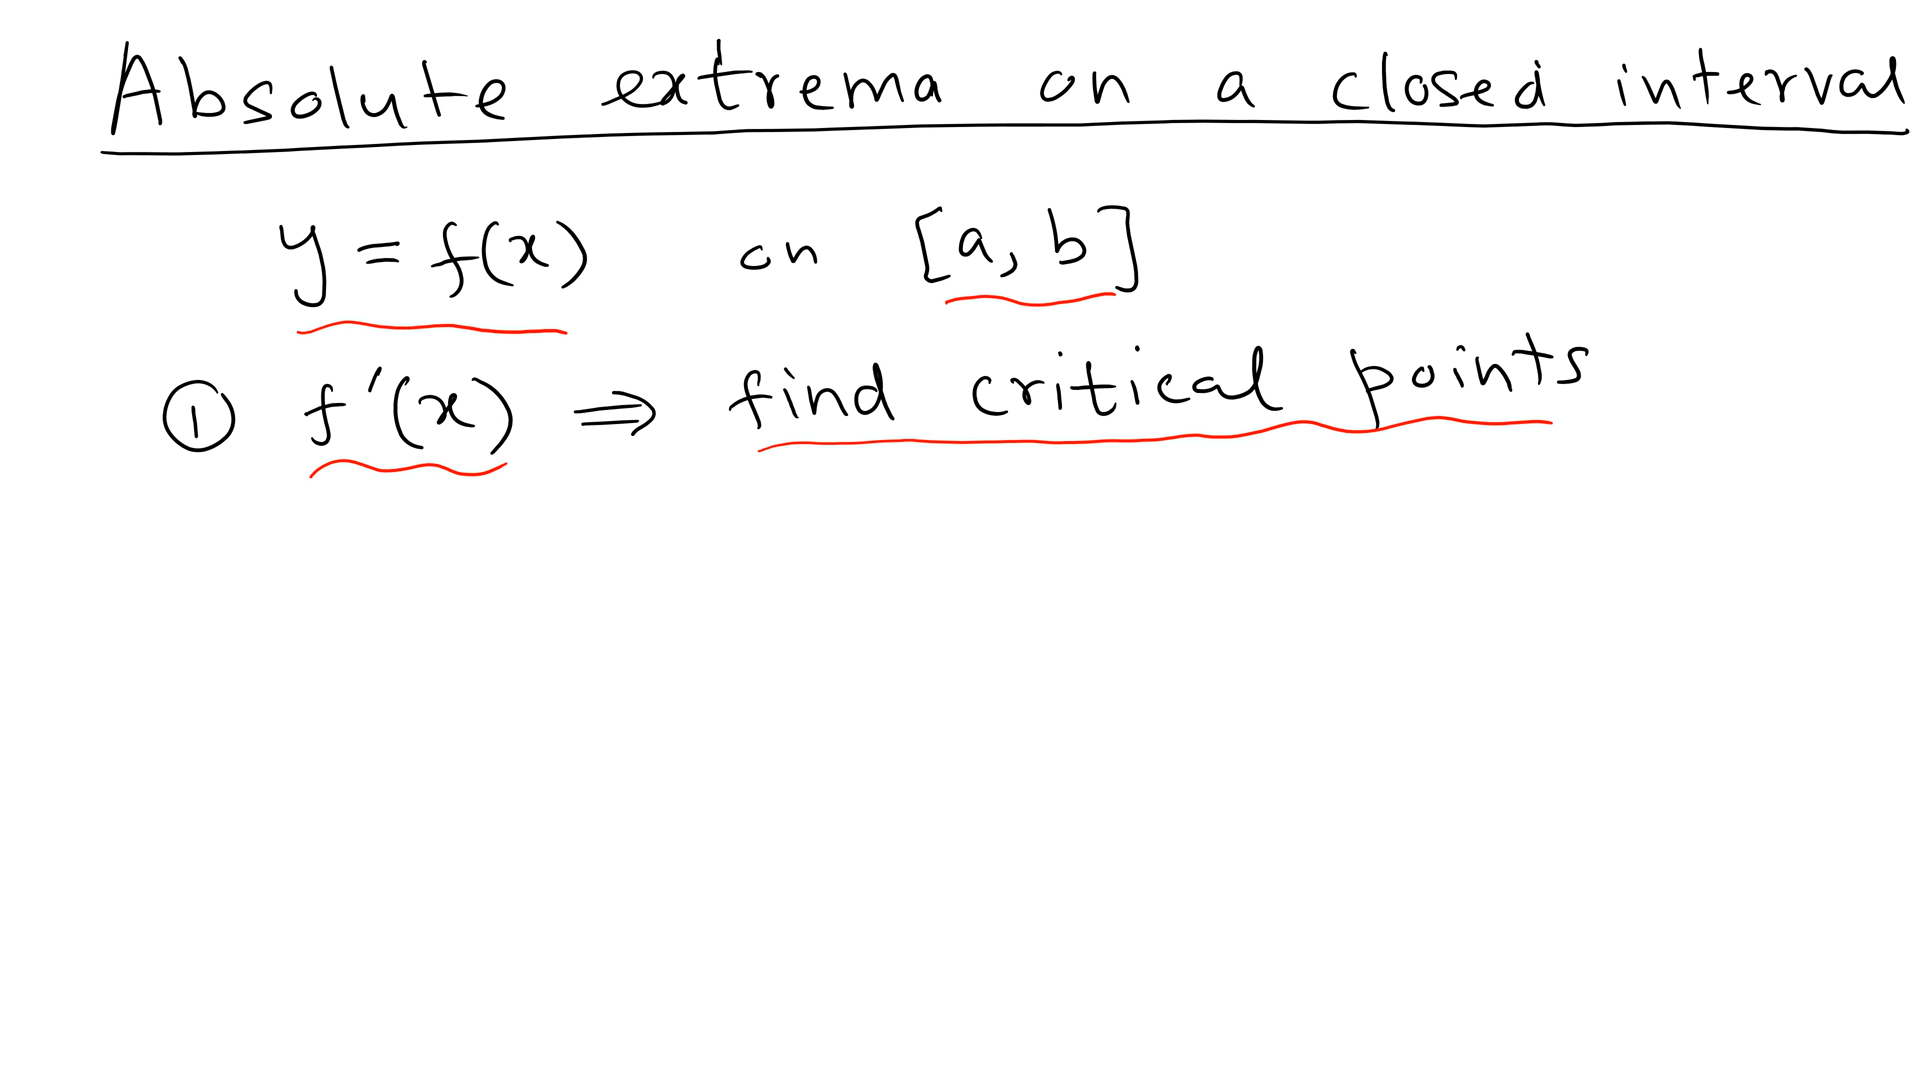 Absolute extrema on a closed interval
y = f(x) on [a, b]
① f'(x) ⇒ find critical points